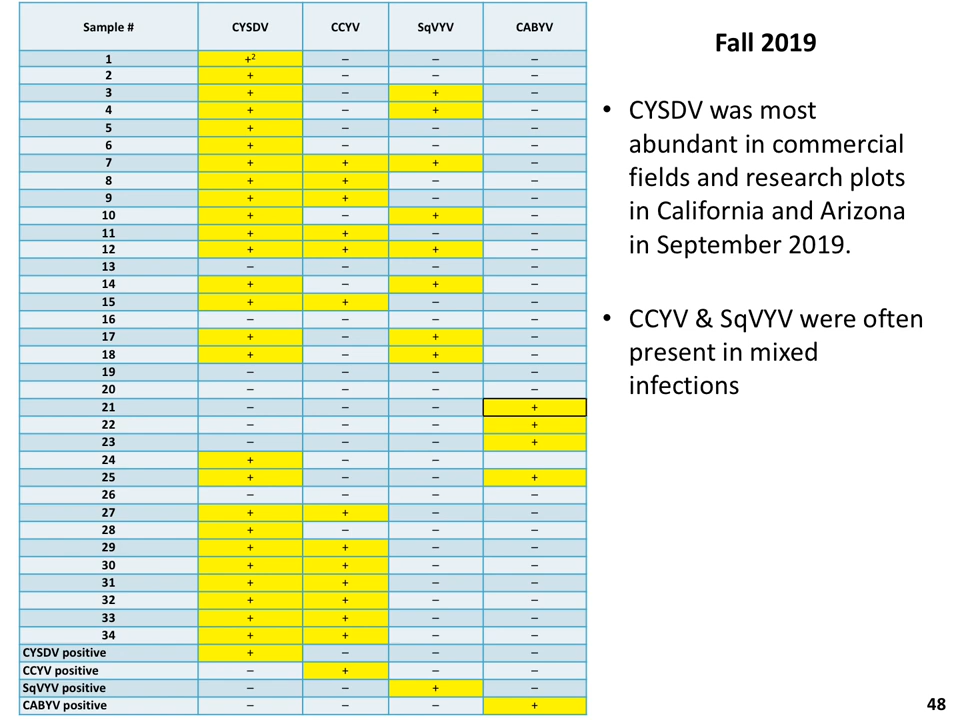 Sample # CYSDV CCYV SqVYV CABYV
1 +2 – – –
2 + – – –
3 + – + –
4 + – + –
5 + – – –
6 + – – –
7 + + + –
8 + + – –
9 + + – –
10 + – + –
11 + + – –
12 + + + –
13 – – – –
14 + – + –
15 + + – –
16 – – – –
17 + – + –
18 + – + –
19 – – – –
20 – – – –
21 – – – +
22 – – – +
23 – – – +
24 + – –
25 + – – +
26 – – – –
27 + + – –
28 + – – –
29 + + – –
30 + + – –
31 + + – –
32 + + – –
33 + + – –
34 + + – –
CYSDV positive + – – –
CCYV positive – + – –
SqVYV positive – – + –
CABYV positive – – – +
Fall 2019
• CYSDV was most
abundant in commercial
fields and research plots
in California and Arizona
in September 2019.
• CCYV & SqVYV were often
present in mixed
infections
48